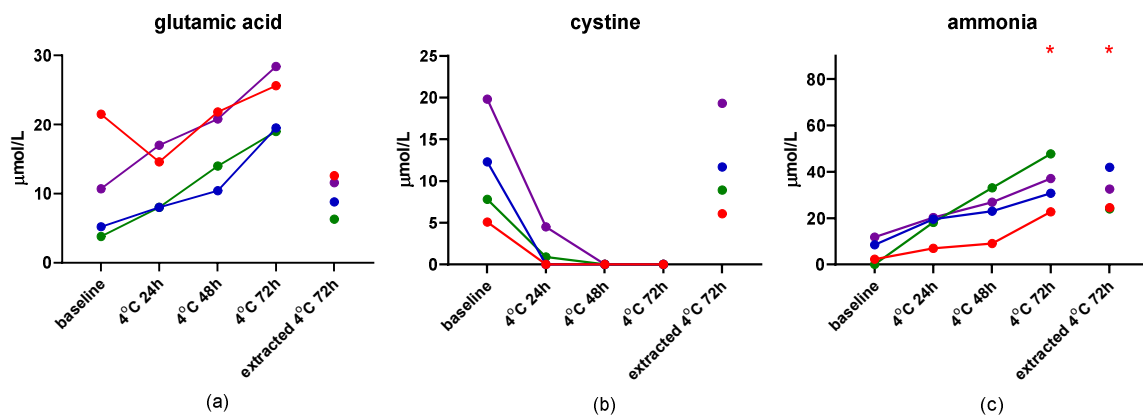 glutamic acid
30
20
10
0
μmol/L
baseline
4°C 24h
4°C 48h
4°C 72h
extracted 4°C 72h
(a)
cystine
25
20
15
10
5
0
μmol/L
baseline
4°C 24h
4°C 48h
4°C 72h
extracted 4°C 72h
(b)
ammonia
* *
80
60
40
20
0
μmol/L
baseline
4°C 24h
4°C 48h
4°C 72h
extracted 4°C 72h
(c)